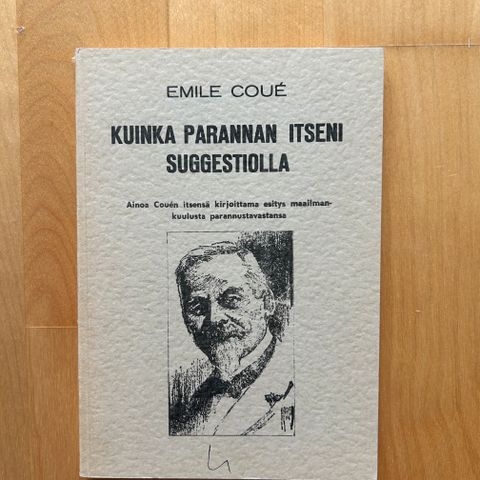 EMILE COUÉ
KUINKA PARANNAN ITSENI
SUGGESTIOLLA
Ainoa Couén itsensä kirjoittama esitys maailman-
kuulusta parannustavastansa